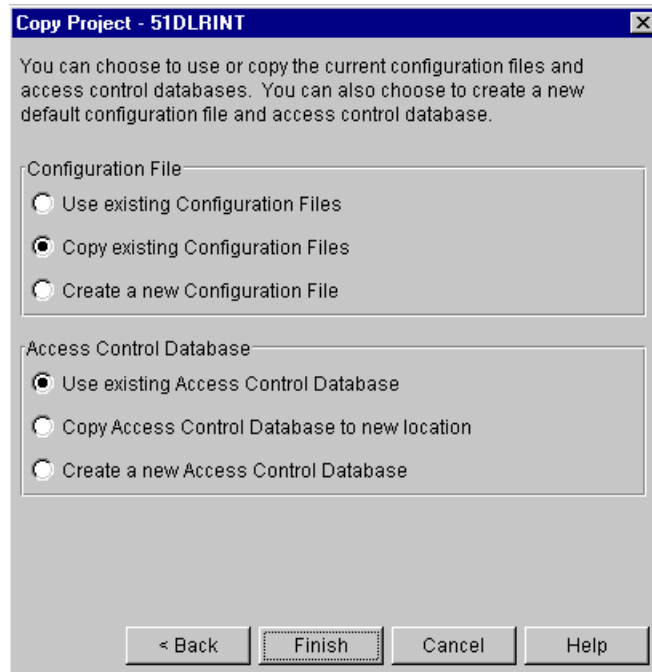 Copy Project - 51DLRINT
You can choose to use or copy the current configuration files and
access control databases. You can also choose to create a new
default configuration file and access control database.
Configuration File
Use existing Configuration Files
Copy existing Configuration Files
Create a new Configuration File
Access Control Database
Use existing Access Control Database
Copy Access Control Database to new location
Create a new Access Control Database
< Back Finish Cancel Help